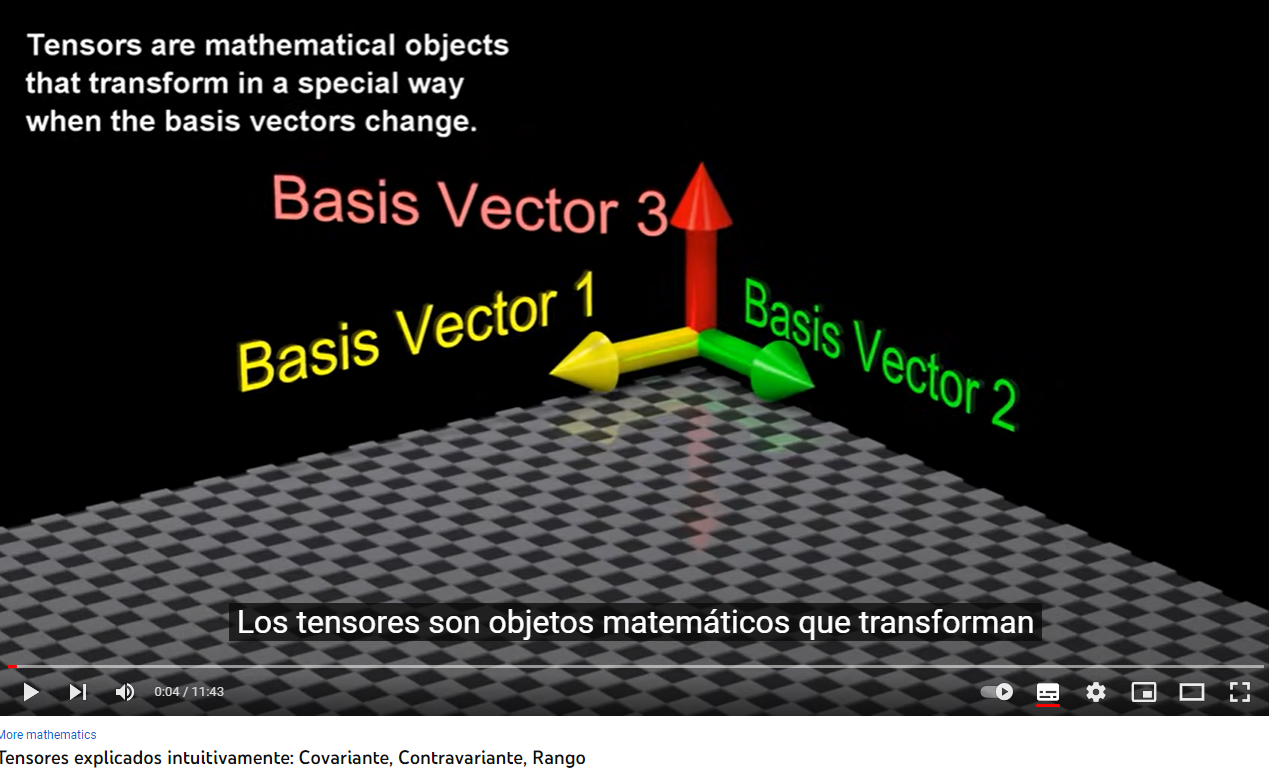 Tensors are mathematical objects
that transform in a special way
when the basis vectors change.
Basis Vector 3
Basis Vector 1
Basis Vector 2
Los tensores son objetos matemáticos que transforman
0:04 / 11:43
More mathematics
Tensores explicados intuitivamente: Covariante, Contravariante, Rango